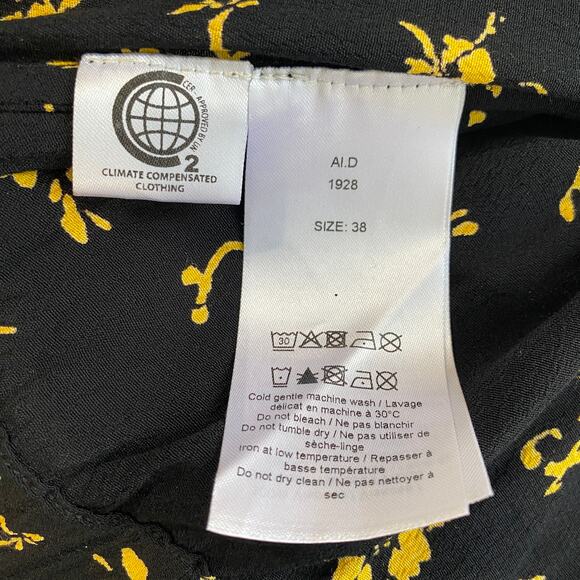 CER - APPROVED BY UN
2
CLIMATE COMPENSATED
CLOTHING
AI.D
1928
SIZE: 38
30
Cold gentle machine wash / Lavage
délicat en machine à 30°C
Do not bleach / Ne pas blanchir
Do not tumble dry / Ne pas utiliser de
sèche-linge
Iron at low temperature / Repasser à
basse température
Do not dry clean / Ne pas nettoyer à
sec